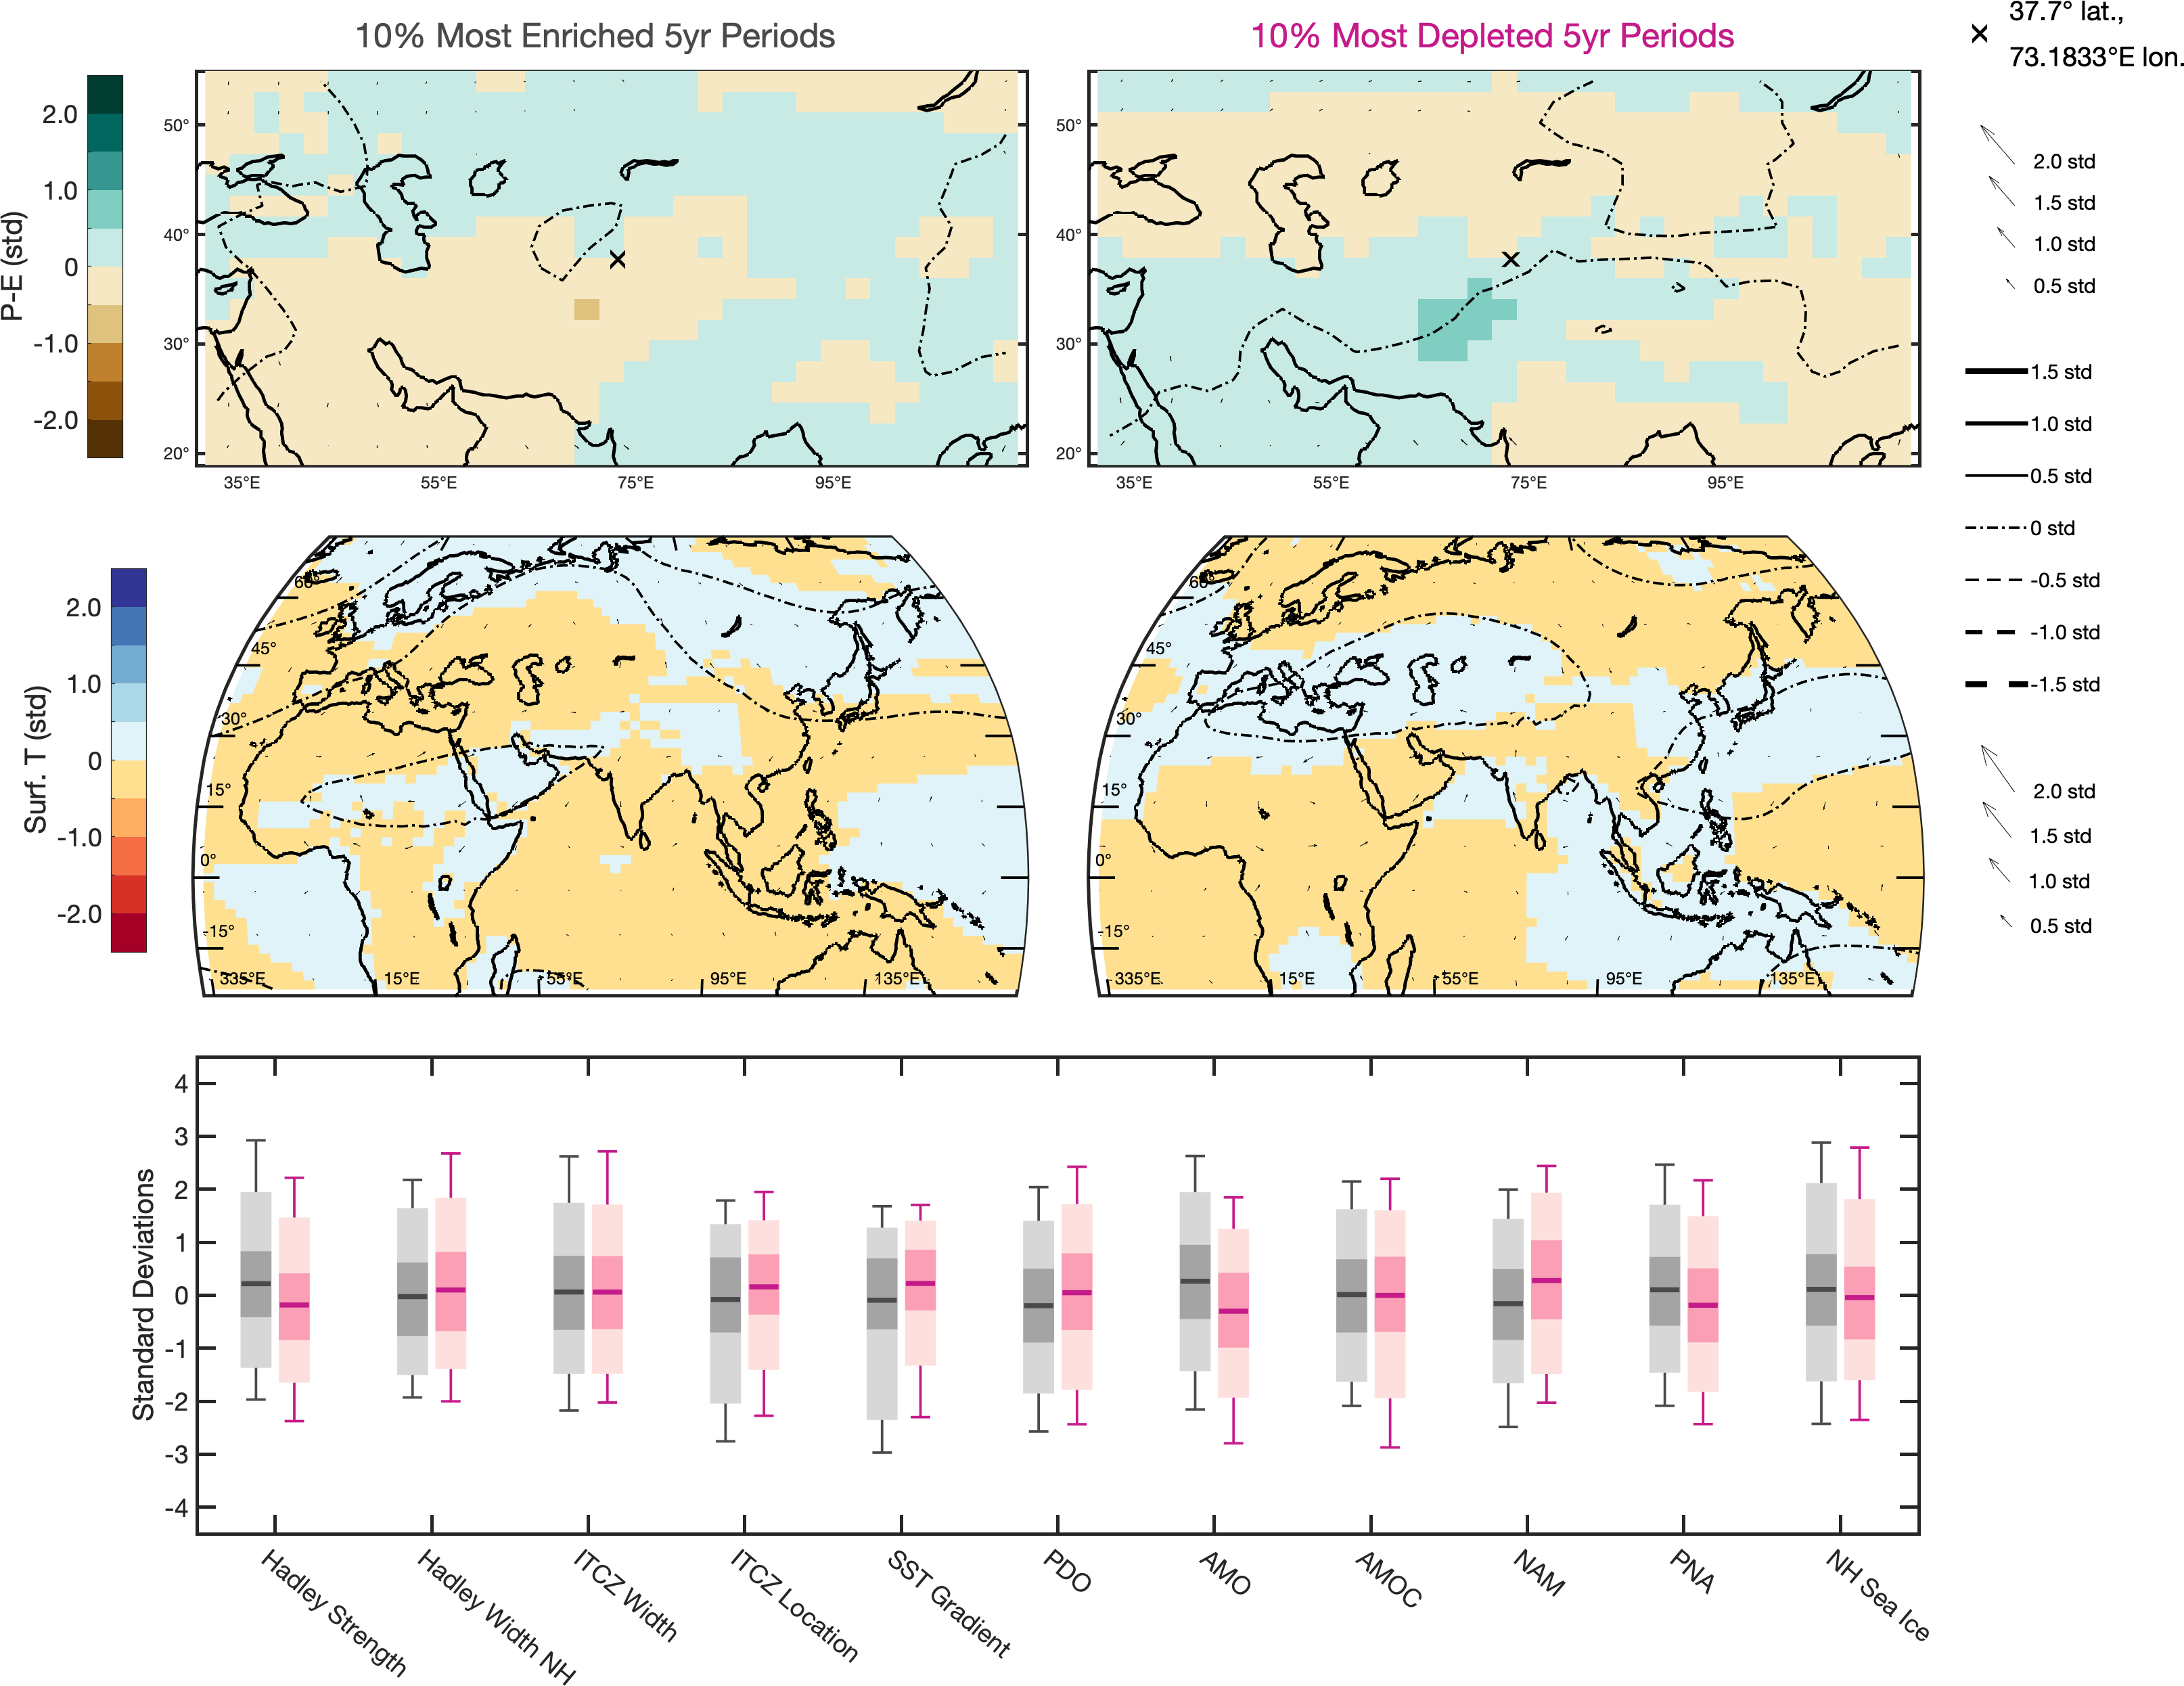 10% Most Enriched 5yr Periods
10% Most Depleted 5yr Periods
37.7° lat.,
73.1833°E lon.
P-E (std)
2.0
1.0
0
-1.0
-2.0
50°
40°
30°
20°
35°E
55°E
75°E
95°E
50°
40°
30°
20°
35°E
55°E
75°E
95°E
2.0 std
1.5 std
1.0 std
0.5 std
1.5 std
1.0 std
0.5 std
0 std
-0.5 std
-1.0 std
-1.5 std
Surf. T (std)
2.0
1.0
0
-1.0
-2.0
60°
45°
30°
15°
0°
-15°
335°E
15°E
55°E
95°E
135°E
60°
45°
30°
15°
0°
-15°
335°E
15°E
55°E
95°E
135°E
2.0 std
1.5 std
1.0 std
0.5 std
Standard Deviations
4
3
2
1
0
-1
-2
-3
-4
Hadley Strength
Hadley Width NH
ITCZ Width
ITCZ Location
SST Gradient
PDO
AMO
AMOC
NAM
PNA
NH Sea Ice